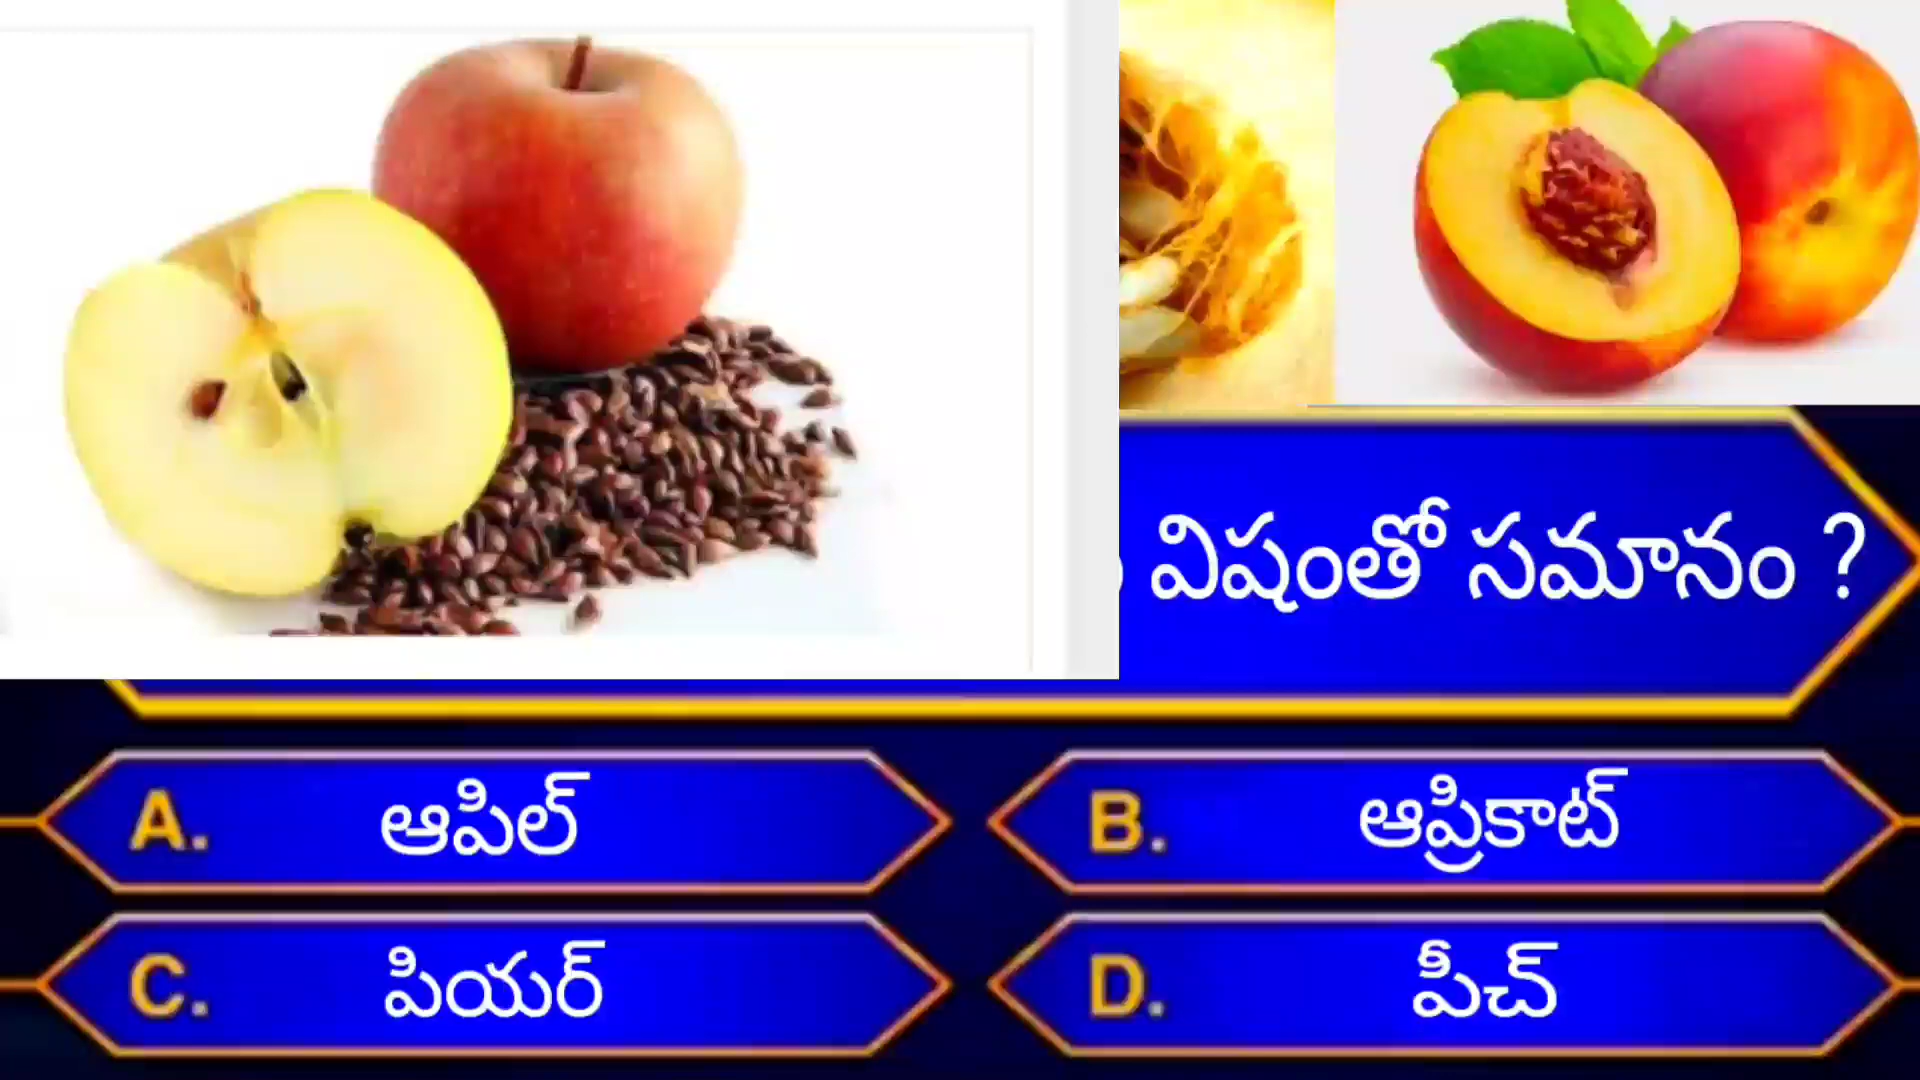 విషంతో సమానం ?
A. ఆపిల్
B. ఆప్రికాట్
C. పియర్
D. పీచ్